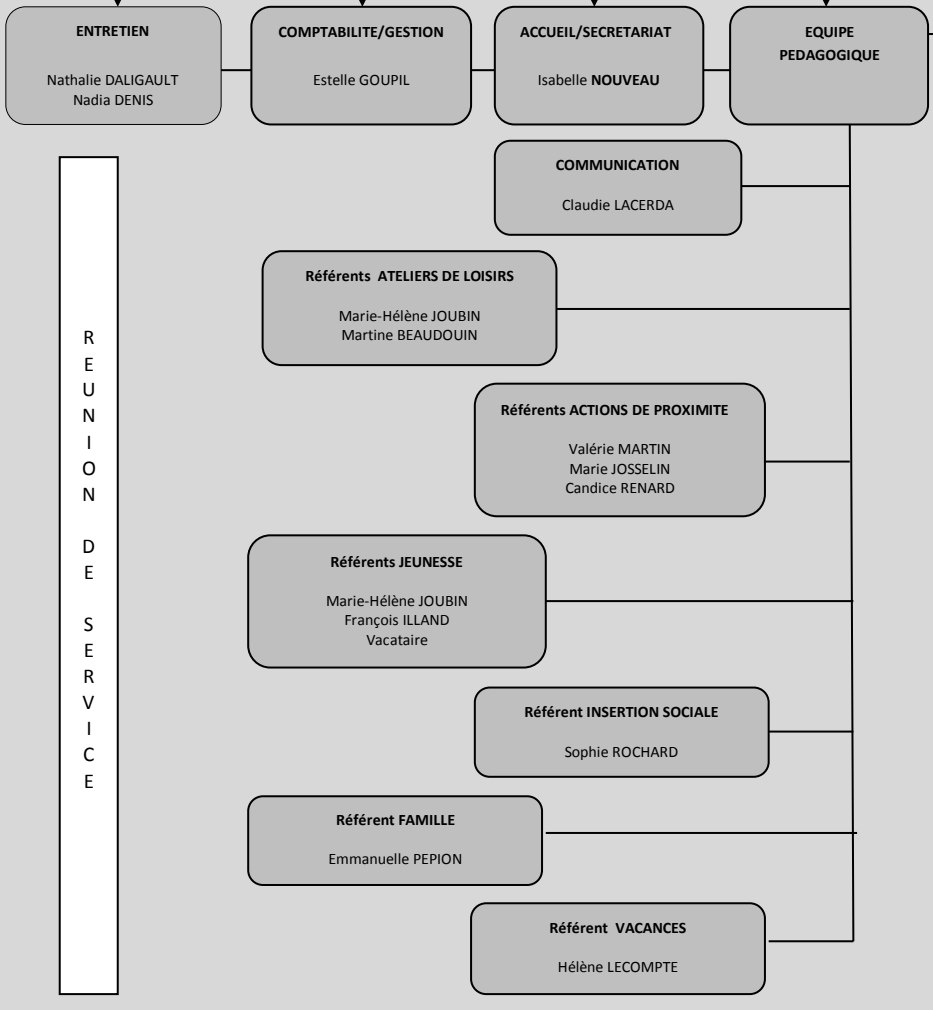 ENTRETIEN
Nathalie DALIGAULT
Nadia DENIS
COMPTABILITE/GESTION
Estelle GOUPIL
ACCUEIL/SECRETARIAT
Isabelle NOUVEAU
EQUIPE
PEDAGOGIQUE
COMMUNICATION
Claudie LACERDA
Référents ATELIERS DE LOISIRS
Marie-Hélène JOUBIN
Martine BEAUDOUIN
Référents ACTIONS DE PROXIMITE
Valérie MARTIN
Marie JOSSELIN
Candice RENARD
Référents JEUNESSE
Marie-Hélène JOUBIN
François ILLAND
Vacataire
Référent INSERTION SOCIALE
Sophie ROCHARD
Référent FAMILLE
Emmanuelle PEPION
Référent VACANCES
Hélène LECOMPTE
REUNION DE SERVICE